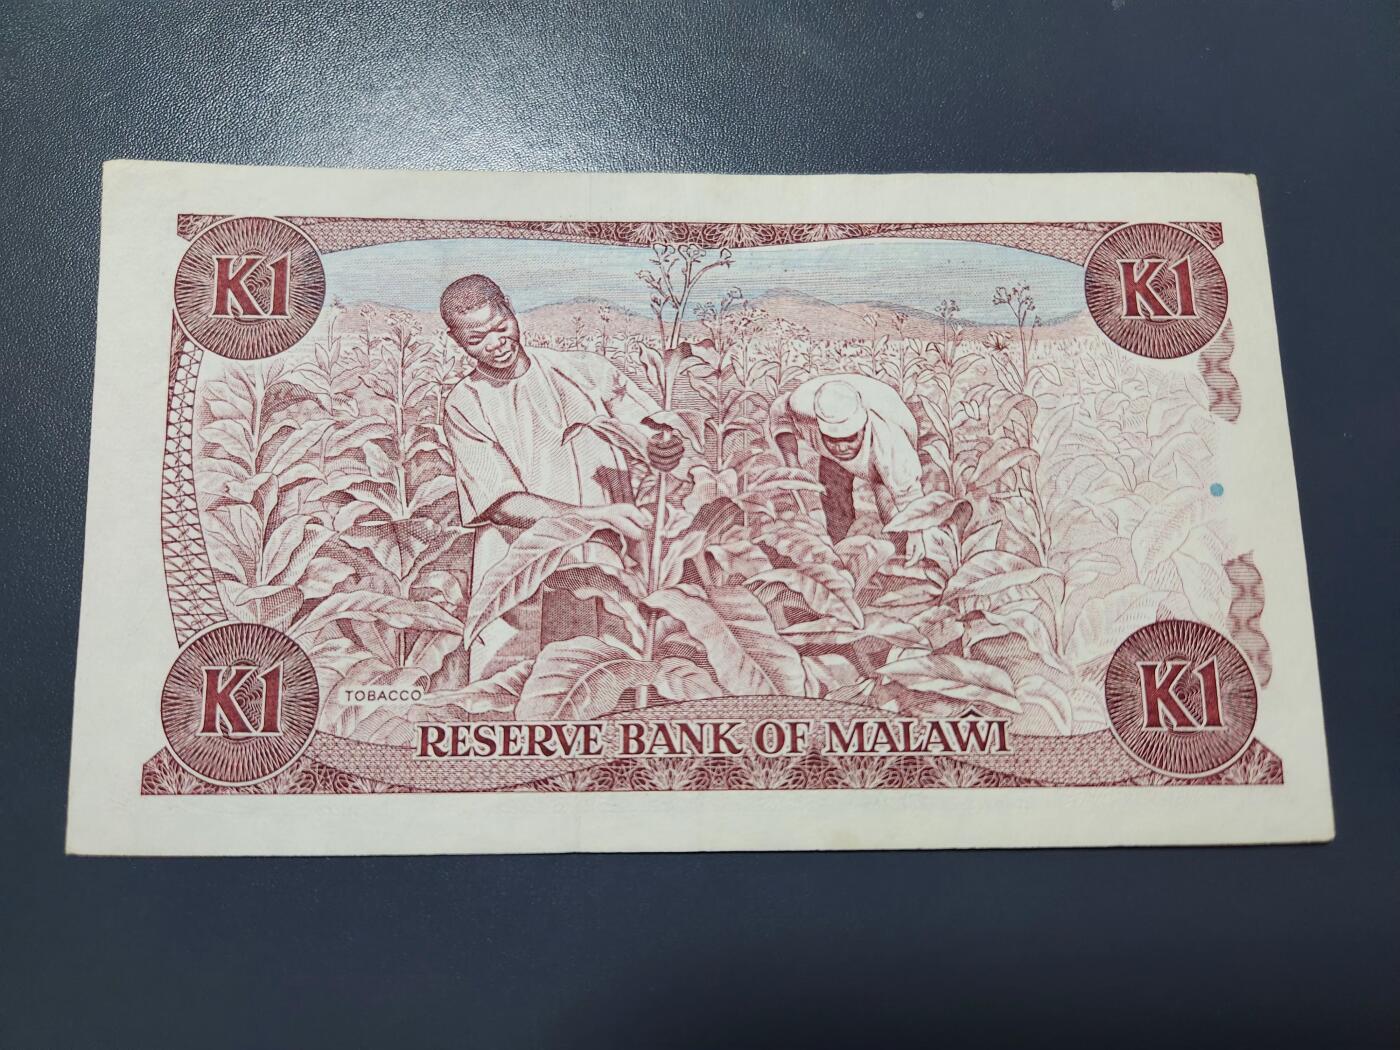 K1 K1
TOBACCO
K1 K1
RESERVE BANK OF MALAŴI